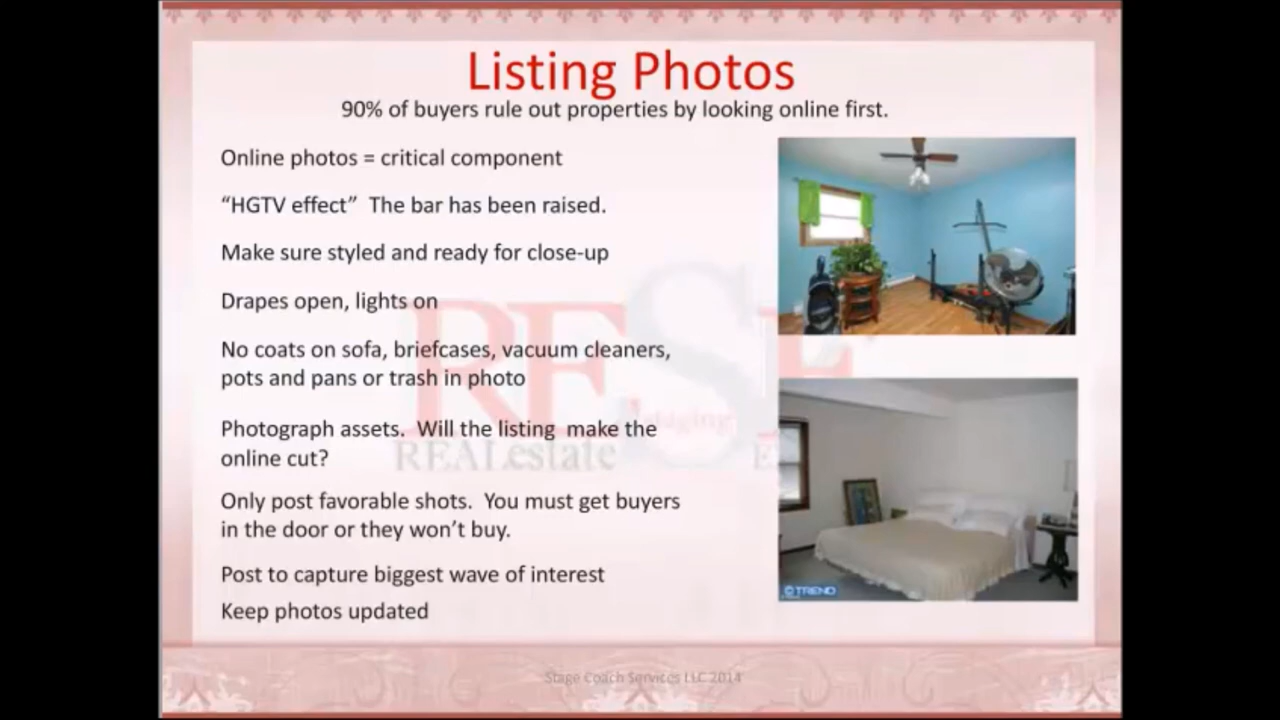 Listing Photos
90% of buyers rule out properties by looking online first.
Online photos = critical component
“HGTV effect”  The bar has been raised.
Make sure styled and ready for close-up
Drapes open, lights on
No coats on sofa, briefcases, vacuum cleaners,
pots and pans or trash in photo
Photograph assets.  Will the listing make the
online cut?
Only post favorable shots.  You must get buyers
in the door or they won’t buy.
Post to capture biggest wave of interest
Keep photos updated
RESE
staging
REALestate
© TREND
Stage Coach Services LLC 2014